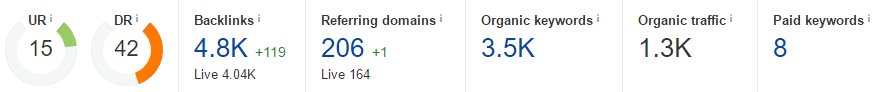 UR i
15
DR i
42
Backlinks i
4.8K +119
Live 4.04K
Referring domains i
206 +1
Live 164
Organic keywords i
3.5K
Organic traffic i
1.3K
Paid keywords i
8